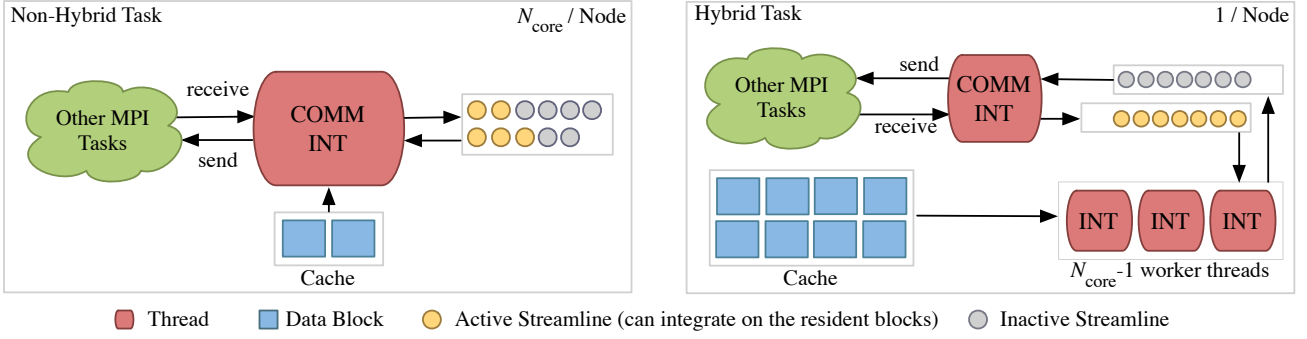 Non-Hybrid Task
N_core / Node
Other MPI
Tasks
receive
send
COMM
INT
Cache
Hybrid Task
1 / Node
Other MPI
Tasks
send
receive
COMM
INT
Cache
INT INT INT
N_core-1 worker threads
Thread Data Block Active Streamline (can integrate on the resident blocks) Inactive Streamline